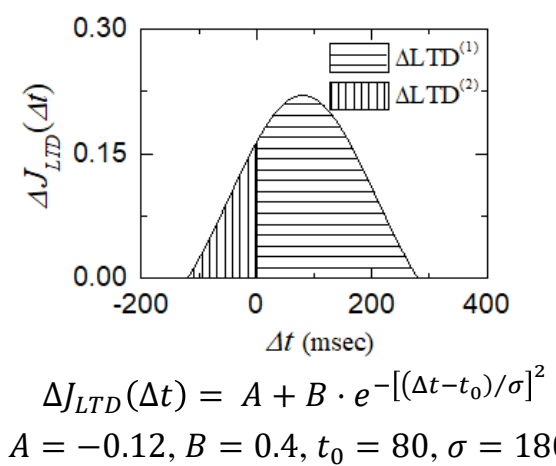 0.30
ΔLTD⁽¹⁾
ΔLTD⁽²⁾
0.15
0.00
ΔJ_LTD(Δt)
-200 0 200 400
Δt (msec)
ΔJ_LTD(Δt) = A + B · e^−[(Δt−t₀)/σ]²
A = −0.12, B = 0.4, t₀ = 80, σ = 180